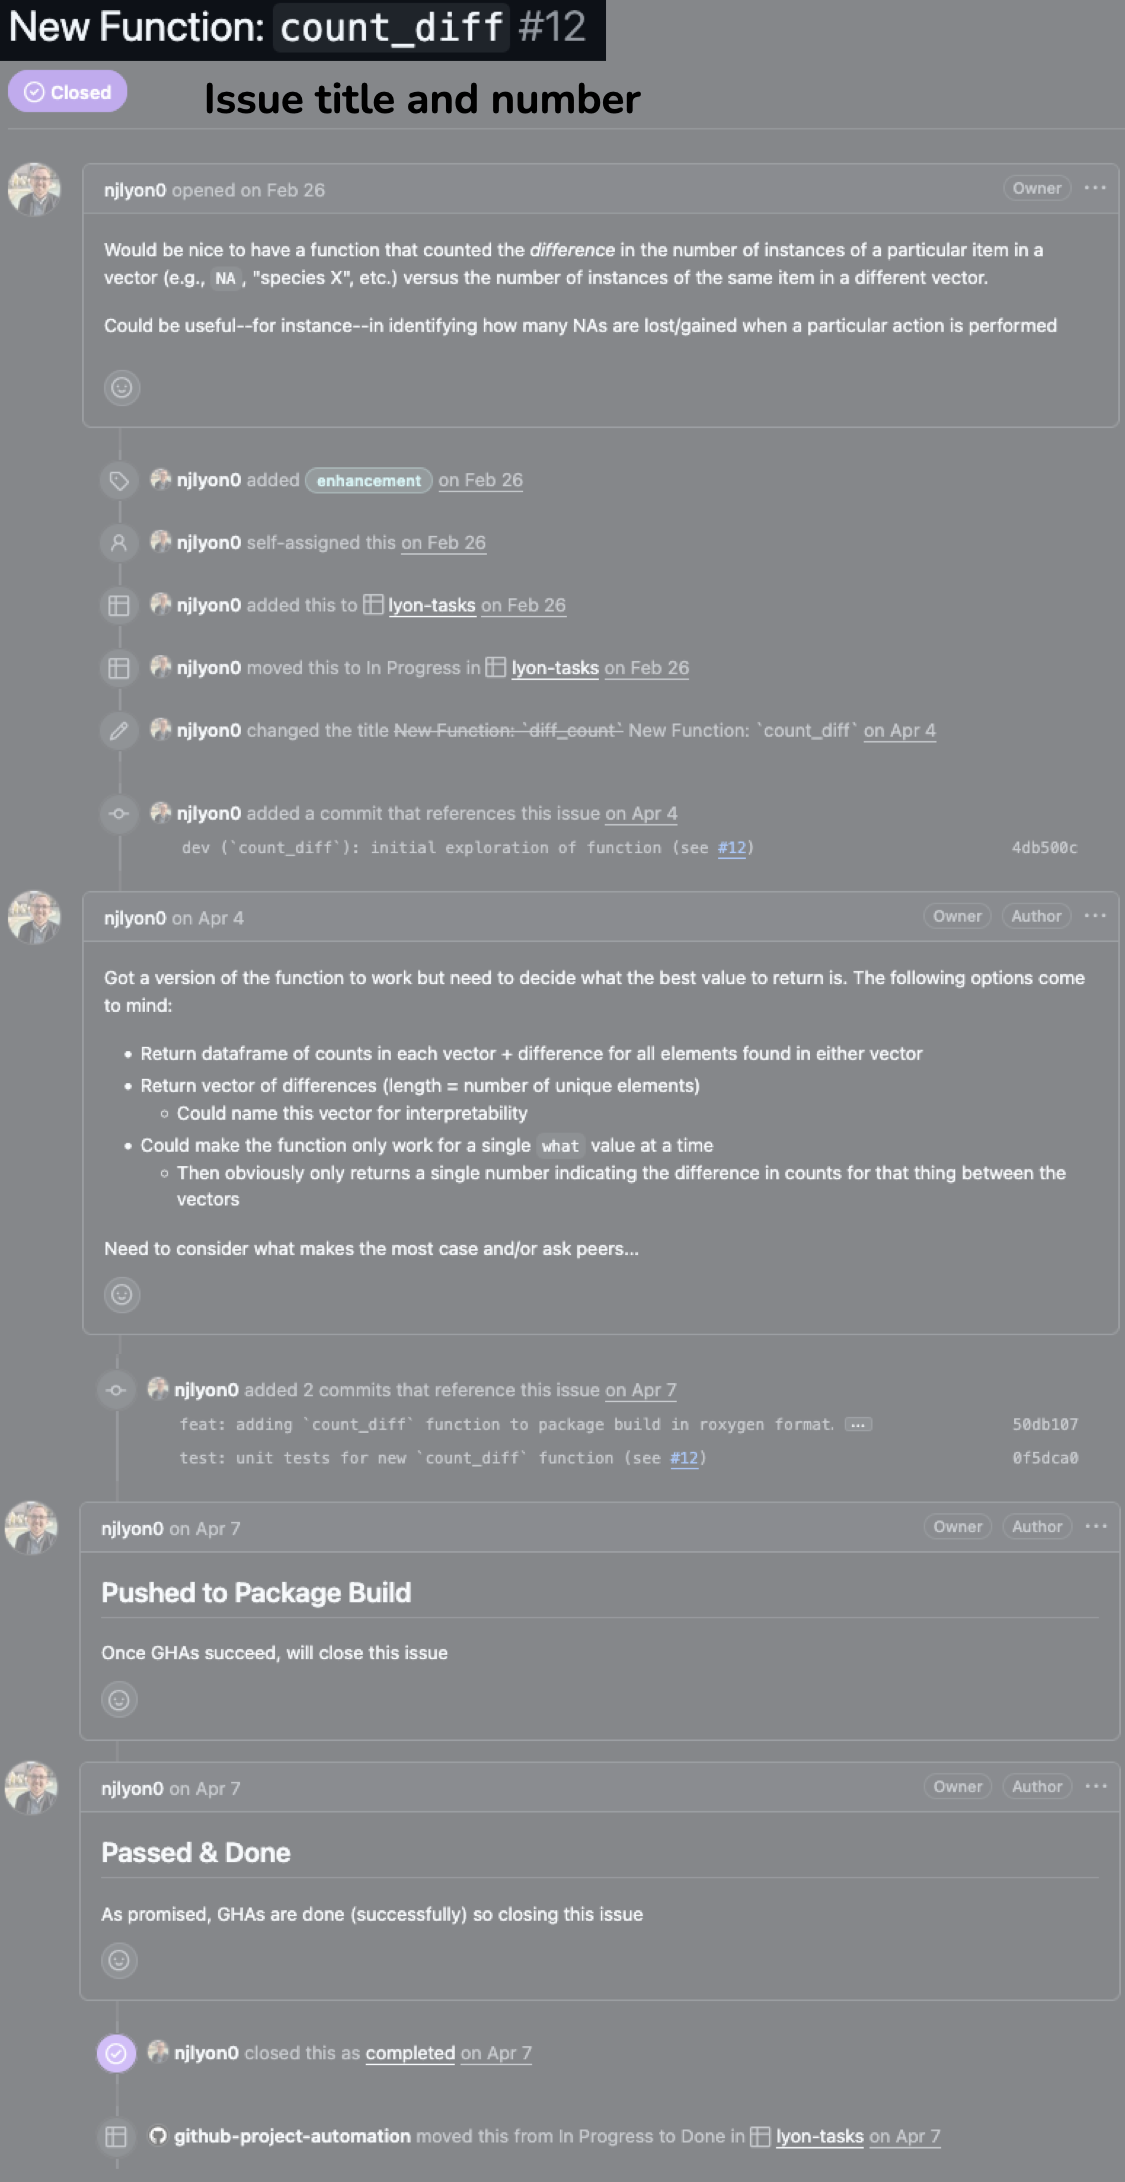 New Function: count_diff #12
Closed
Issue title and number
njlyon0 opened on Feb 26
Owner
Would be nice to have a function that counted the difference in the number of instances of a particular item in a
vector (e.g., NA , "species X", etc.) versus the number of instances of the same item in a different vector.
Could be useful--for instance--in identifying how many NAs are lost/gained when a particular action is performed
njlyon0 added enhancement on Feb 26
njlyon0 self-assigned this on Feb 26
njlyon0 added this to lyon-tasks on Feb 26
njlyon0 moved this to In Progress in lyon-tasks on Feb 26
njlyon0 changed the title New Function: `diff_count` New Function: `count_diff` on Apr 4
njlyon0 added a commit that references this issue on Apr 4
dev (`count_diff`): initial exploration of function (see #12) 4db500c
njlyon0 on Apr 4
Owner Author
Got a version of the function to work but need to decide what the best value to return is. The following options come
to mind:
• Return dataframe of counts in each vector + difference for all elements found in either vector
• Return vector of differences (length = number of unique elements)
◦ Could name this vector for interpretability
• Could make the function only work for a single what value at a time
◦ Then obviously only returns a single number indicating the difference in counts for that thing between the
vectors
Need to consider what makes the most case and/or ask peers...
njlyon0 added 2 commits that reference this issue on Apr 7
feat: adding `count_diff` function to package build in roxygen format. ... 50db107
test: unit tests for new `count_diff` function (see #12) 0f5dca0
njlyon0 on Apr 7
Owner Author
Pushed to Package Build
Once GHAs succeed, will close this issue
njlyon0 on Apr 7
Owner Author
Passed & Done
As promised, GHAs are done (successfully) so closing this issue
njlyon0 closed this as completed on Apr 7
github-project-automation moved this from In Progress to Done in lyon-tasks on Apr 7